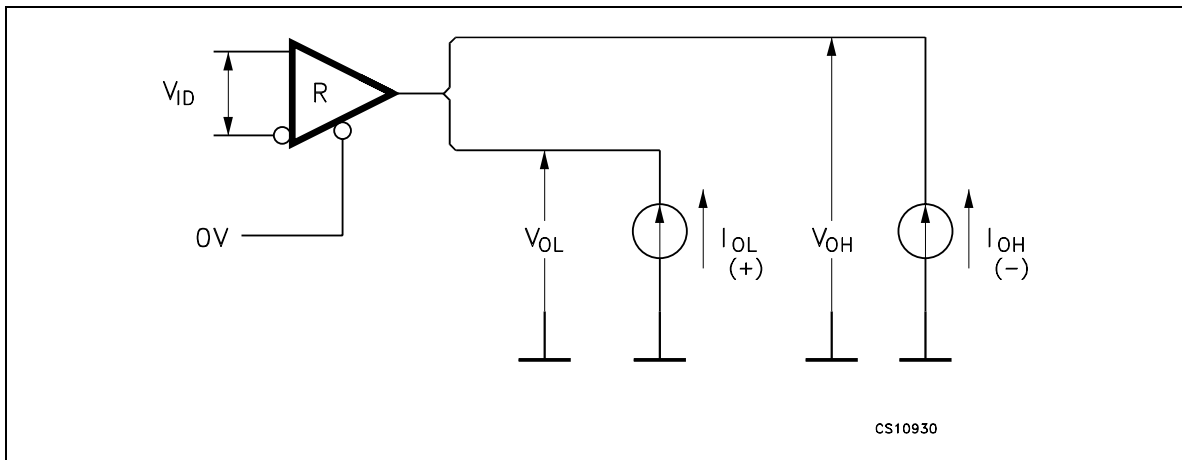 V_ID
R
0V
V_OL
I_OL
(+)
V_OH
I_OH
(-)
CS10930